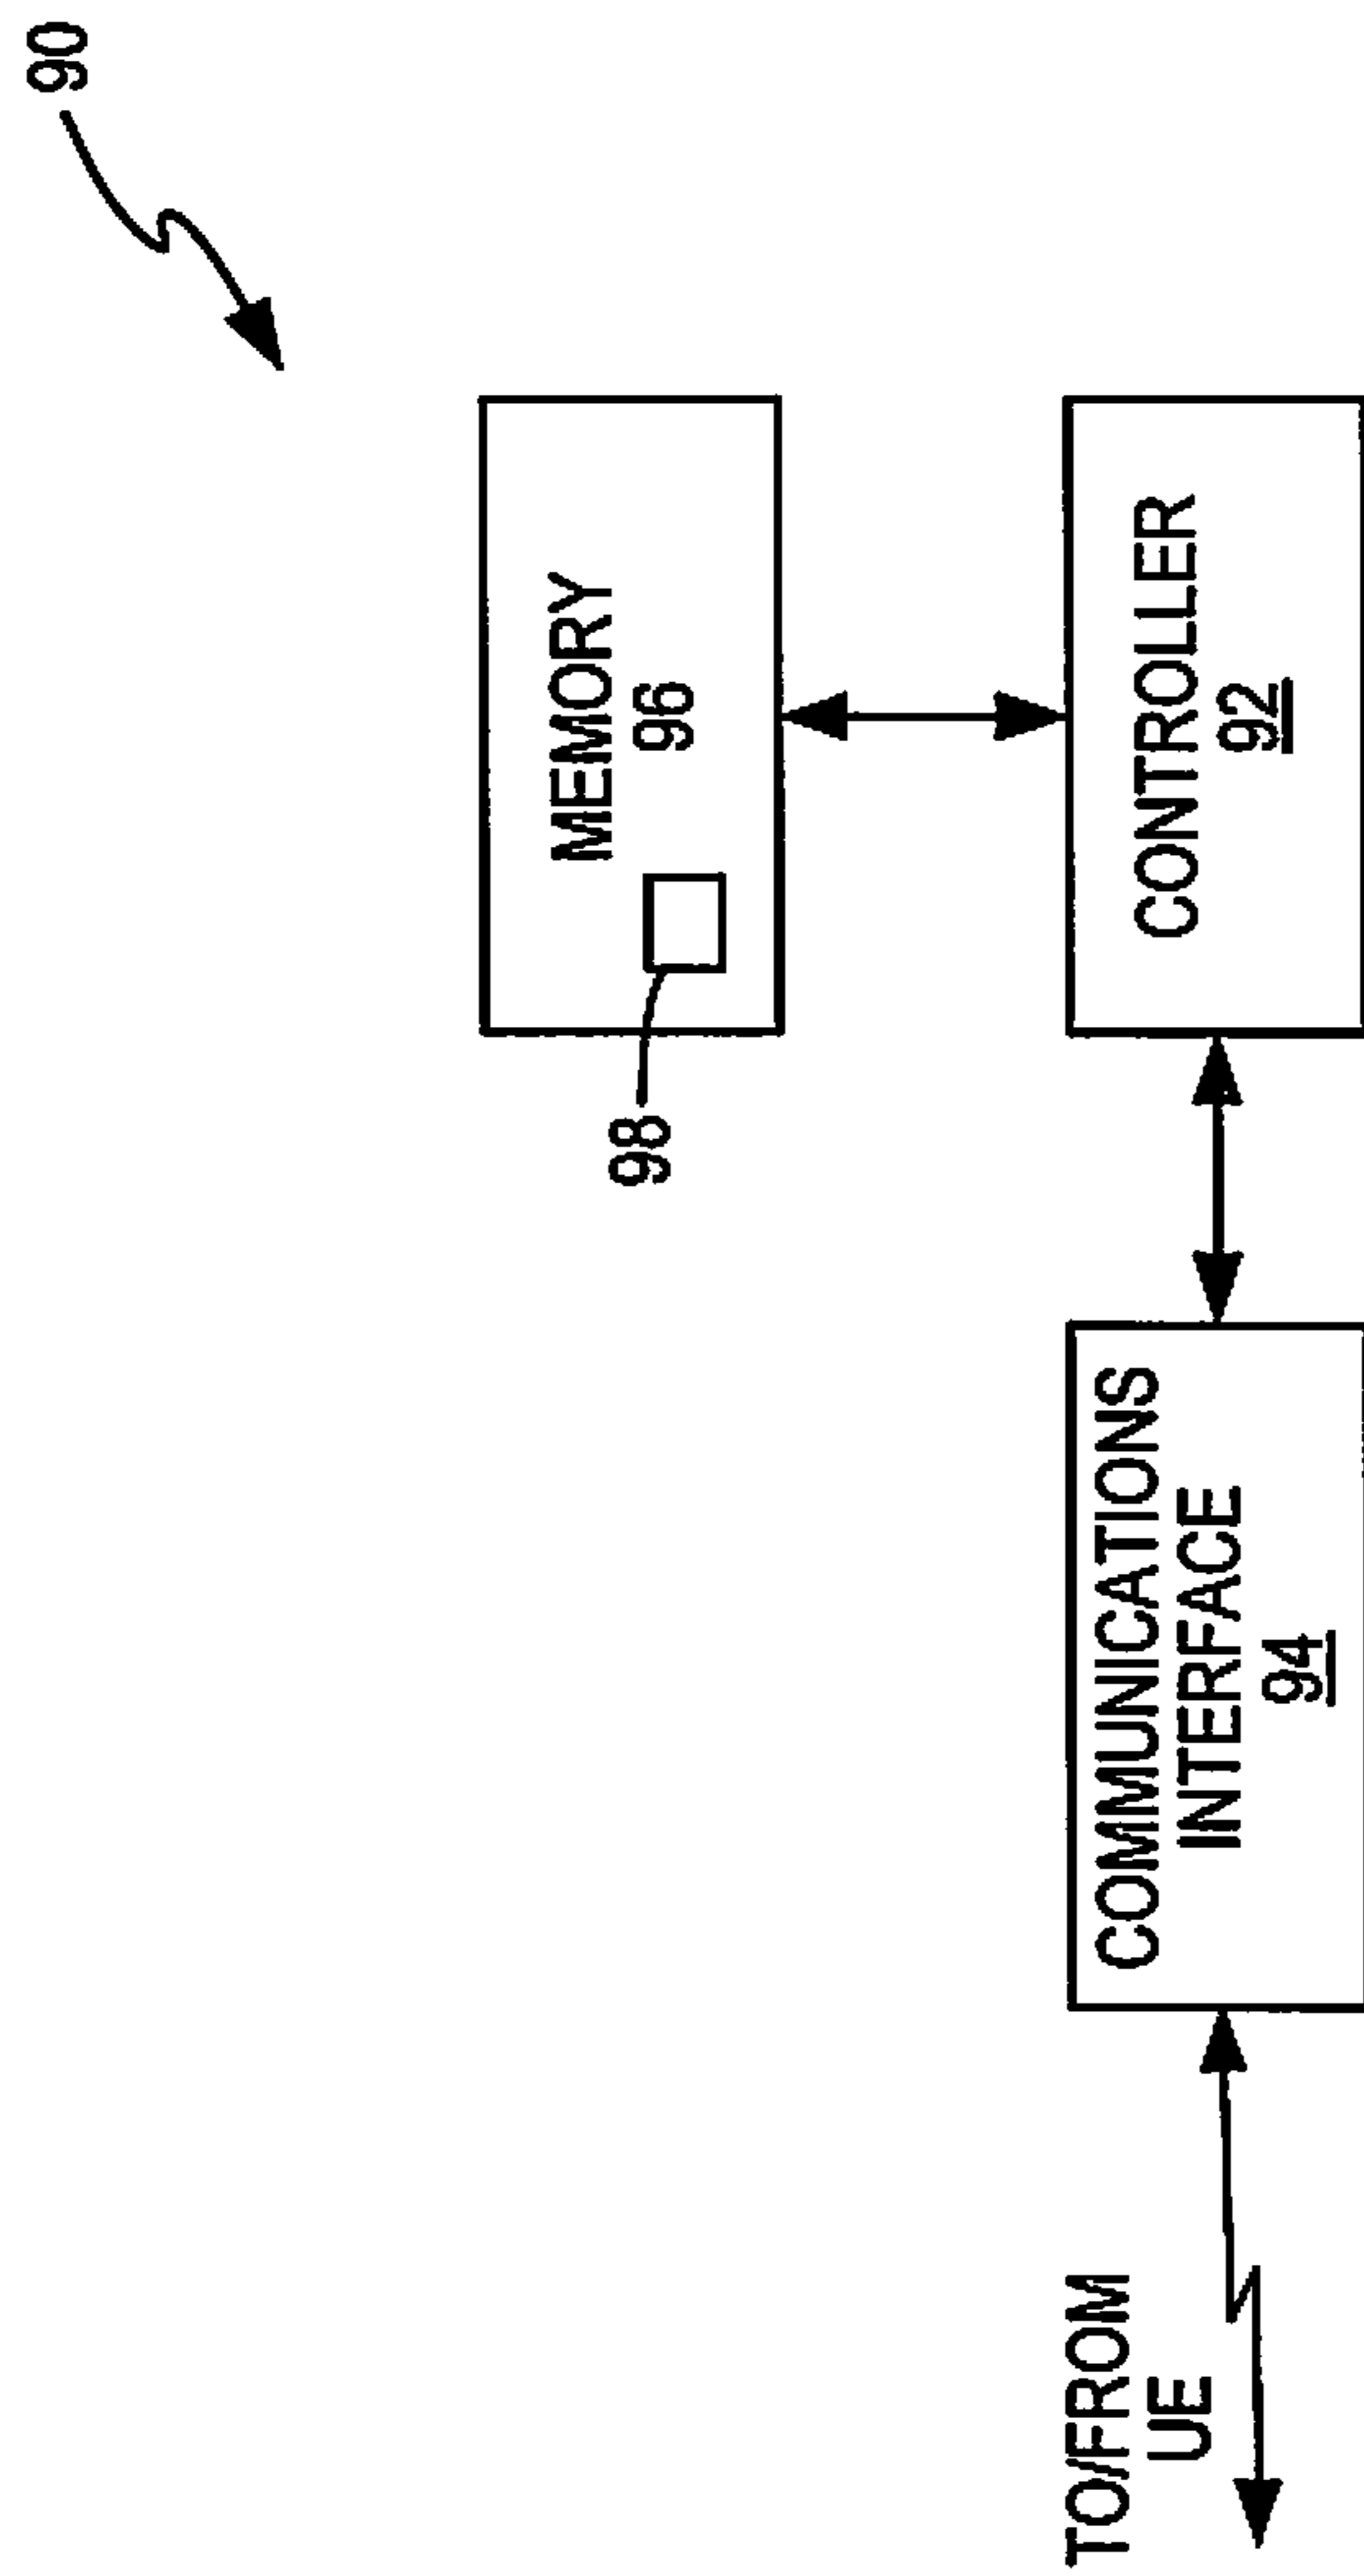 90
MEMORY
96
98
TO/FROM
UE
COMMUNICATIONS
INTERFACE
94
CONTROLLER
92